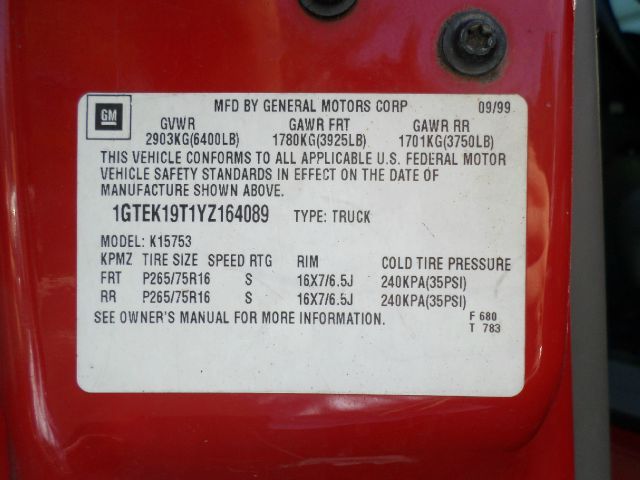 GM
MFD BY GENERAL MOTORS CORP 09/99
GVWR GAWR FRT GAWR RR
2903KG(6400LB) 1780KG(3925LB) 1701KG(3750LB)
THIS VEHICLE CONFORMS TO ALL APPLICABLE U.S. FEDERAL MOTOR
VEHICLE SAFETY STANDARDS IN EFFECT ON THE DATE OF
MANUFACTURE SHOWN ABOVE.
1GTEK19T1YZ164089 TYPE: TRUCK
MODEL: K15753
KPMZ TIRE SIZE SPEED RTG RIM COLD TIRE PRESSURE
FRT P265/75R16 S 16X7/6.5J 240KPA(35PSI)
RR P265/75R16 S 16X7/6.5J 240KPA(35PSI)
SEE OWNER'S MANUAL FOR MORE INFORMATION. F 680
T 783